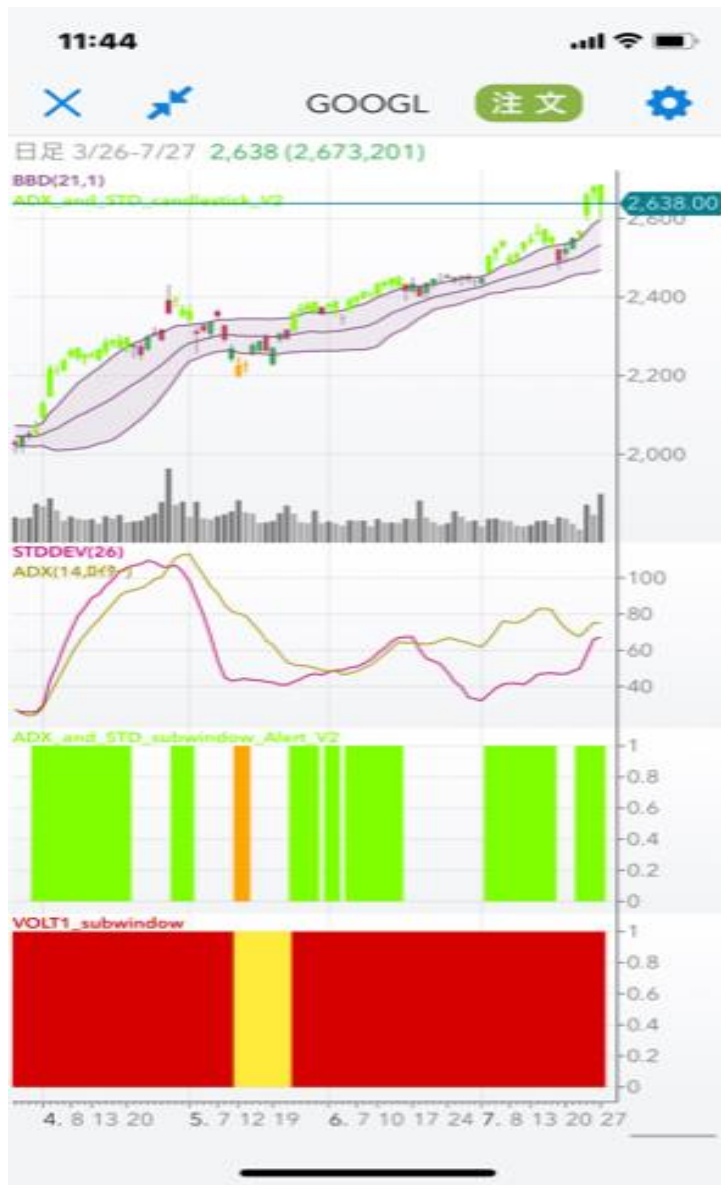 11:44
GOOGL 注文
日足 3/26-7/27 2,638 (2,673,201)
BBD(21,1)
ADX_and_STD_candlestick_V2
2,638.00
2,600
2,400
2,200
2,000
STDDEV(26)
ADX(14,
100
80
60
40
ADX_and_STD_subwindow_Alert_V2
1
0.8
0.6
0.4
0.2
0
VOLT1_subwindow
1
0.8
0.6
0.4
0.2
0
4. 8 13 20 5. 7 12 19 6. 7 10 17 24 7. 8 13 20 27